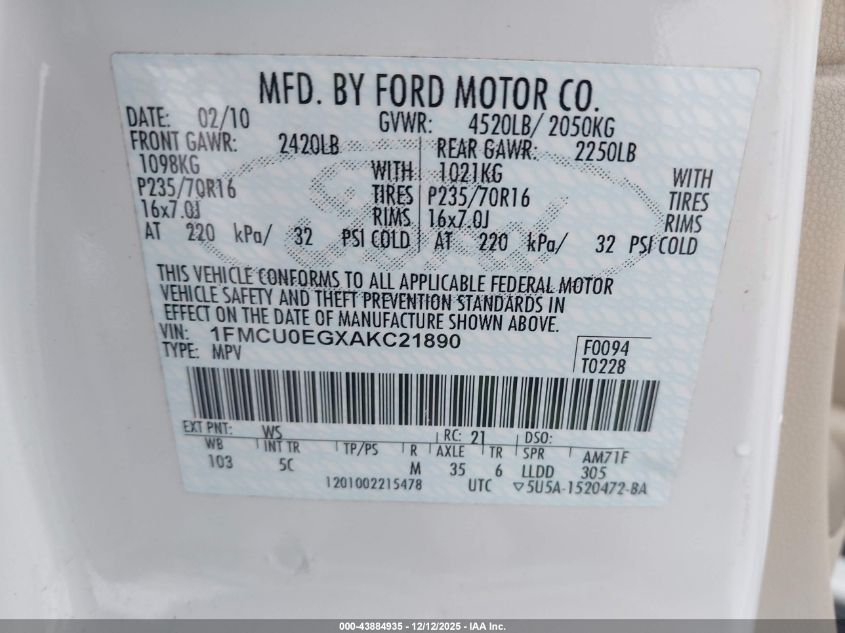 MFD. BY FORD MOTOR CO.
DATE: 02/10 GVWR: 4520LB/ 2050KG
FRONT GAWR: 2420LB REAR GAWR: 2250LB
1098KG WITH 1021KG WITH
P235/70R16 TIRES P235/70R16 TIRES
16x7.0J RIMS 16x7.0J RIMS
AT 220 kPa/ 32 PSI COLD AT 220 kPa/ 32 PSI COLD
THIS VEHICLE CONFORMS TO ALL APPLICABLE FEDERAL MOTOR
VEHICLE SAFETY AND THEFT PREVENTION STANDARDS IN
EFFECT ON THE DATE OF MANUFACTURE SHOWN ABOVE.
VIN: 1FMCU0EGXAKC21890
TYPE: MPV
F0094
T0228
EXT PNT: WS RC: 21 DSO:
WB INT TR TP/PS R AXLE TR SPR AM71F
103 5C M 35 6 LLDD 305
1201002215478 UTC ▽5U5A-1520472-BA
000-43884935 - 12/12/2025 - IAA Inc.